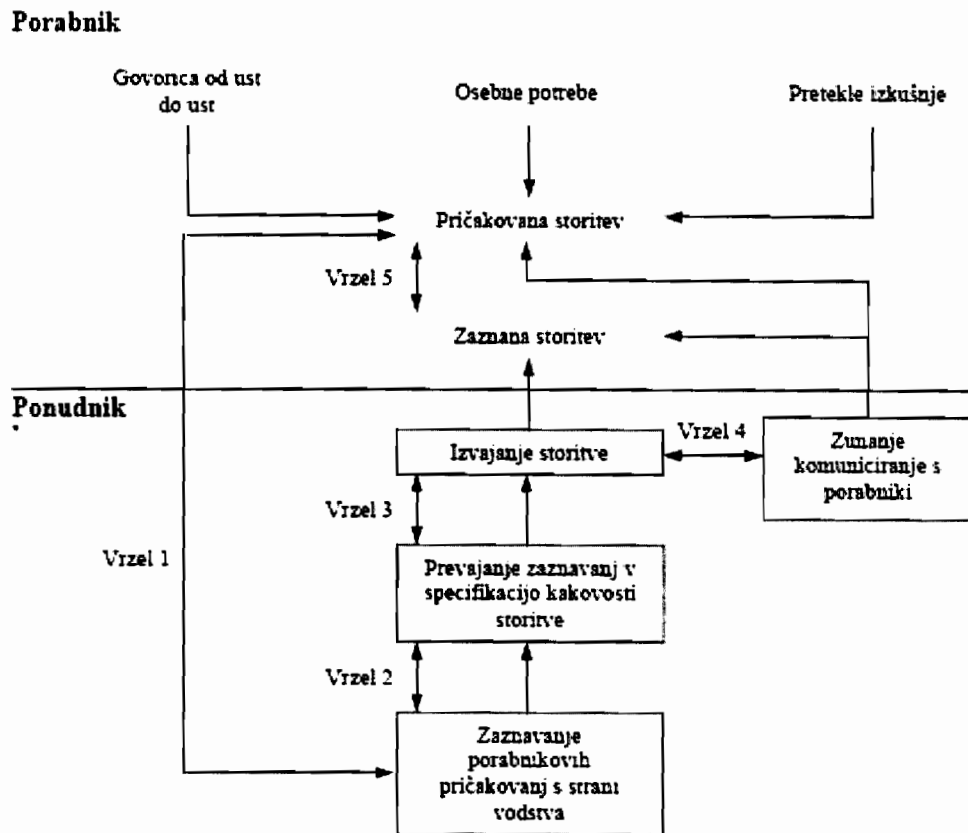 Porabnik
Govorica od ust
do ust
Osebne potrebe
Pretekle izkušnje
Pričakovana storitev
Vrzel 5
Zaznana storitev
Ponudnik
Izvajanje storitve
Vrzel 4
Zunanje
komuniciranje s
porabniki
Vrzel 3
Vrzel 1
Prevajanje zaznavanj v
specifikacijo kakovosti
storitve
Vrzel 2
Zaznavanje
porabnikovih
pričakovanj s strani
vodstva